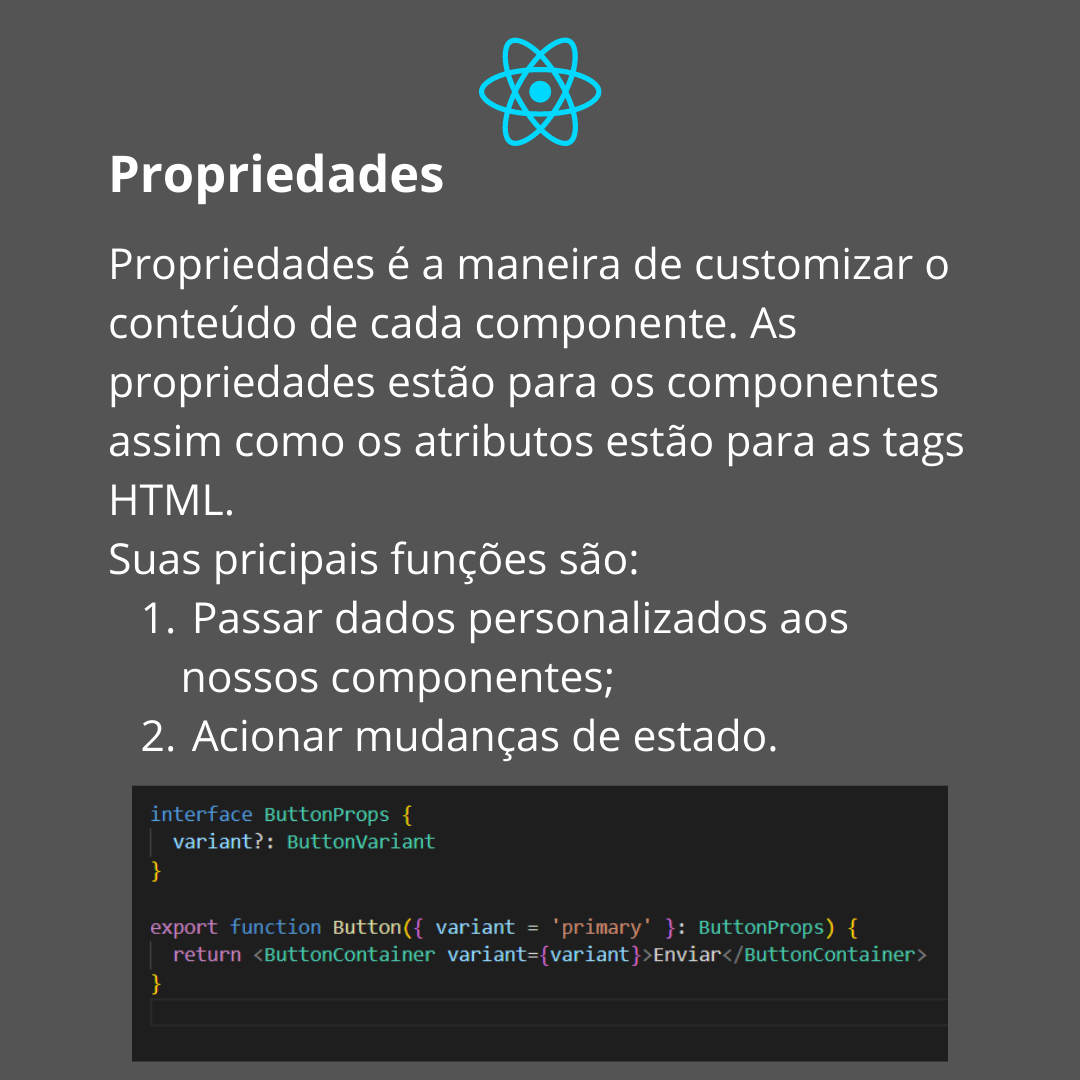 Propriedades
Propriedades é a maneira de customizar o
conteúdo de cada componente. As
propriedades estão para os componentes
assim como os atributos estão para as tags
HTML.
Suas pricipais funções são:
1. Passar dados personalizados aos
nossos componentes;
2. Acionar mudanças de estado.
interface ButtonProps {
variant?: ButtonVariant
}
export function Button({ variant = 'primary' }: ButtonProps) {
return <ButtonContainer variant={variant}>Enviar</ButtonContainer>
}